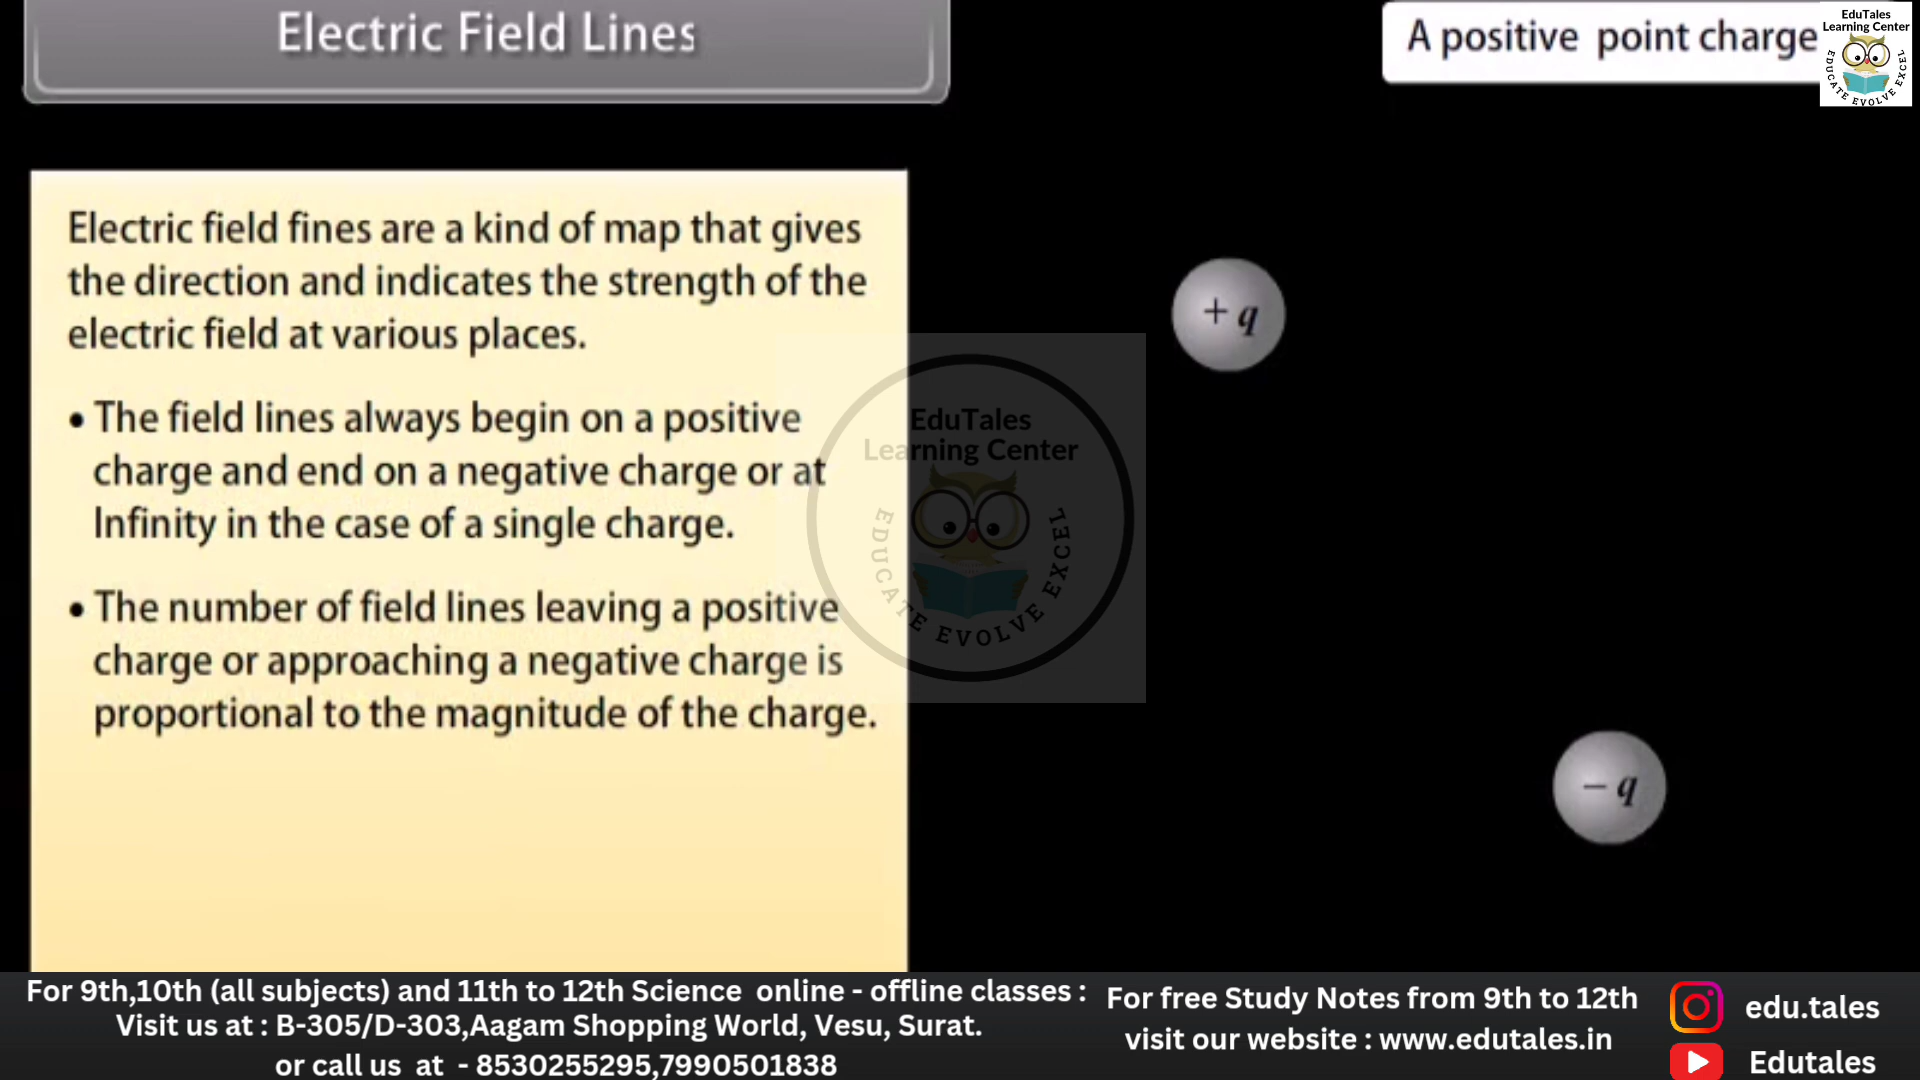 Electric Field Lines
A positive point charge
EduTales
Learning Center
EDUCATE EVOLVE EXCEL
Electric field fines are a kind of map that gives
the direction and indicates the strength of the
electric field at various places.
• The field lines always begin on a positive
charge and end on a negative charge or at
Infinity in the case of a single charge.
• The number of field lines leaving a positive
charge or approaching a negative charge is
proportional to the magnitude of the charge.
+ q
EduTales
Learning Center
EDUCATE EVOLVE EXCEL
− q
For 9th,10th (all subjects) and 11th to 12th Science online - offline classes :
Visit us at : B-305/D-303,Aagam Shopping World, Vesu, Surat.
or call us at - 8530255295,7990501838
For free Study Notes from 9th to 12th
visit our website : www.edutales.in
edu.tales
Edutales